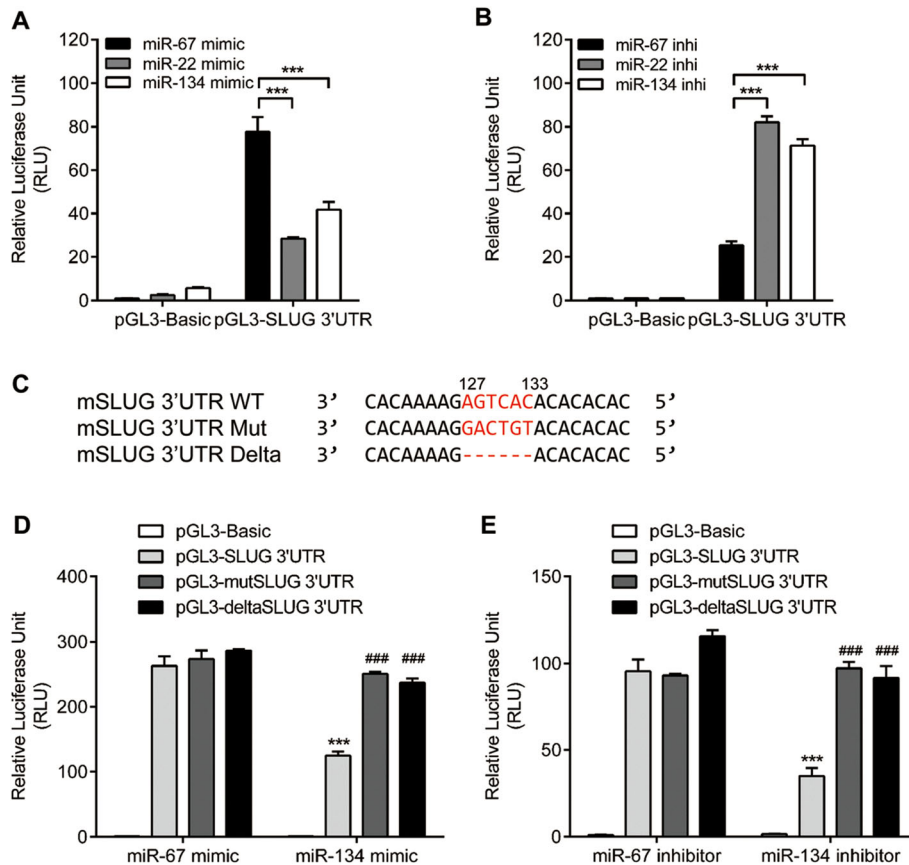 A
Relative Luciferase Unit
(RLU)
120
100
80
60
40
20
0
miR-67 mimic
miR-22 mimic
miR-134 mimic
***
***
pGL3-Basic pGL3-SLUG 3'UTR
B
Relative Luciferase Unit
(RLU)
120
100
80
60
40
20
0
miR-67 inhi
miR-22 inhi
miR-134 inhi
***
***
pGL3-Basic pGL3-SLUG 3'UTR
C
127 133
mSLUG 3'UTR WT 3’ CACAAAAGAGTCACACACACAC 5’
mSLUG 3'UTR Mut 3’ CACAAAAGGACTGTACACACAC 5’
mSLUG 3'UTR Delta 3’ CACAAAAG------ACACACAC 5’
D
pGL3-Basic
pGL3-SLUG 3'UTR
pGL3-mutSLUG 3'UTR
pGL3-deltaSLUG 3'UTR
Relative Luciferase Unit
(RLU)
400
300
200
100
0
***
### ###
miR-67 mimic miR-134 mimic
E
pGL3-Basic
pGL3-SLUG 3'UTR
pGL3-mutSLUG 3'UTR
pGL3-deltaSLUG 3'UTR
Relative Luciferase Unit
(RLU)
150
100
50
0
***
### ###
miR-67 inhibitor miR-134 inhibitor